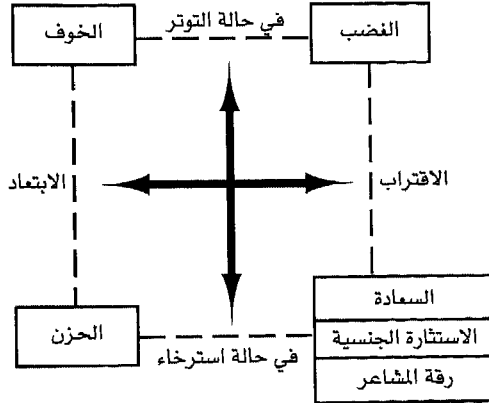 الغضب
في حالة التوتر
الخوف
الاقتراب
الابتعاد
السعادة
الاستثارة الجنسية
رقة المشاعر
في حالة استرخاء
الحزن